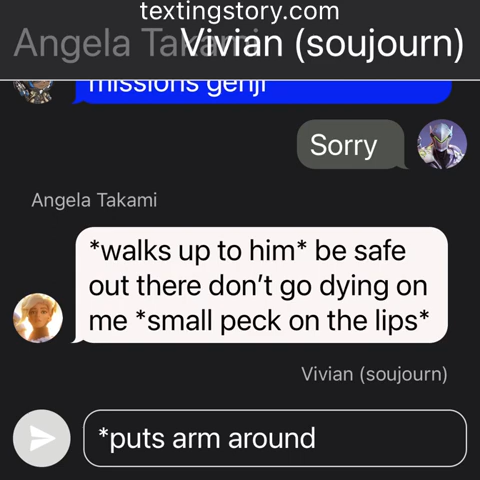 textingstory.com
Angela Takami
Vivian (soujourn)
missions genji
Sorry
Angela Takami
*walks up to him* be safe
out there don’t go dying on
me *small peck on the lips*
Vivian (soujourn)
*puts arm around